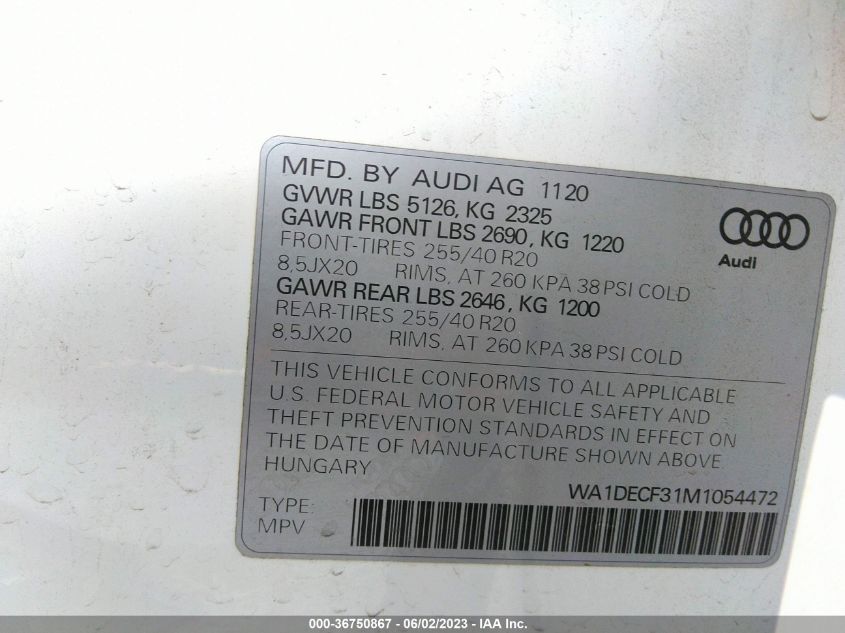 MFD. BY AUDI AG 1120
GVWR LBS 5126, KG 2325
GAWR FRONT LBS 2690, KG 1220
FRONT-TIRES 255/40 R20
8,5JX20 RIMS, AT 260 KPA 38 PSI COLD
GAWR REAR LBS 2646, KG 1200
REAR-TIRES 255/40 R20
8,5JX20 RIMS, AT 260 KPA 38 PSI COLD
Audi
THIS VEHICLE CONFORMS TO ALL APPLICABLE
U.S. FEDERAL MOTOR VEHICLE SAFETY AND
THEFT PREVENTION STANDARDS IN EFFECT ON
THE DATE OF MANUFACTURE SHOWN ABOVE.
HUNGARY
WA1DECF31M1054472
TYPE:
MPV
000-36750867 - 06/02/2023 - IAA Inc.